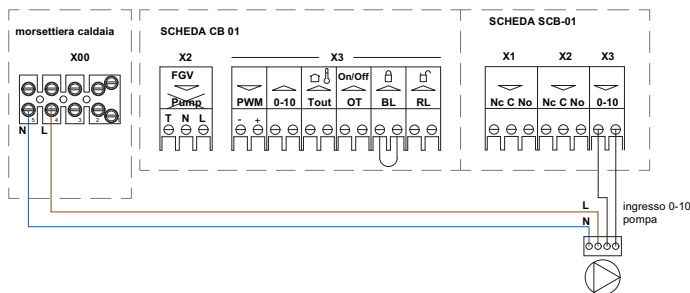 morsettiera caldaia
X00
5 4 3 2
N L
SCHEDA CB 01
X2
FGV
Pump
T N L
X3
PWM 0-10 Tout On/Off OT BL RL
- +
SCHEDA SCB-01
X1 X2 X3
Nc C No Nc C No 0-10
L
N
ingresso 0-10
pompa